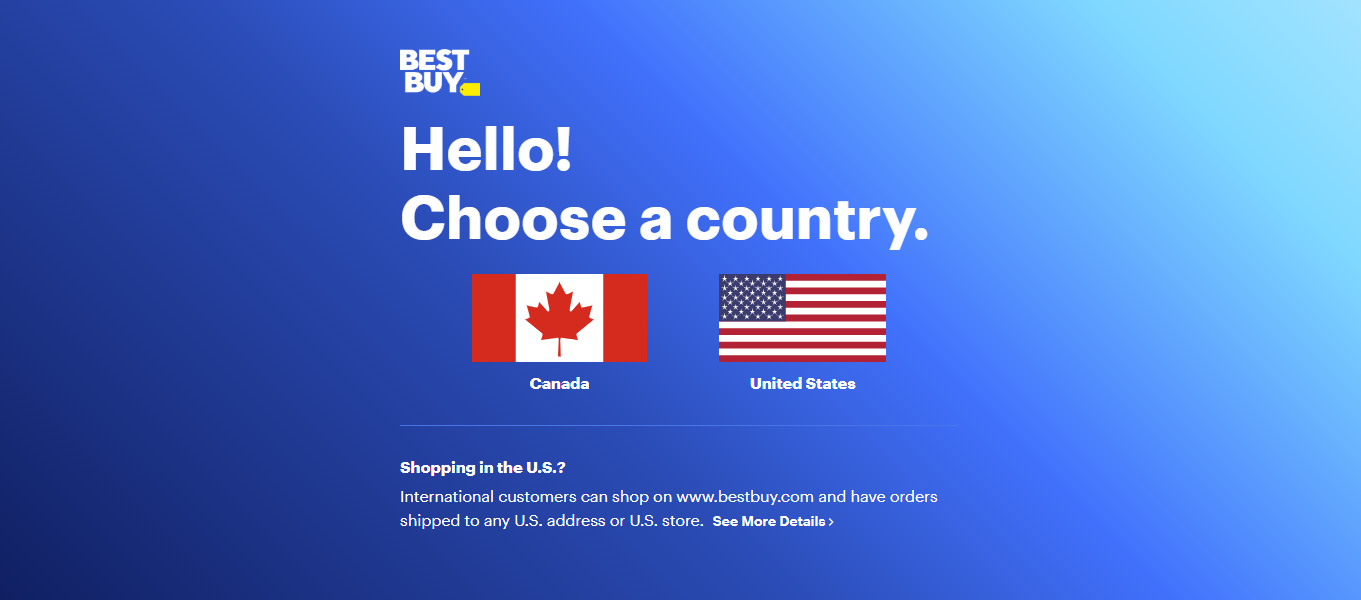 BEST
BUY
Hello!
Choose a country.
Canada
United States
Shopping in the U.S.?
International customers can shop on www.bestbuy.com and have orders
shipped to any U.S. address or U.S. store. See More Details ›